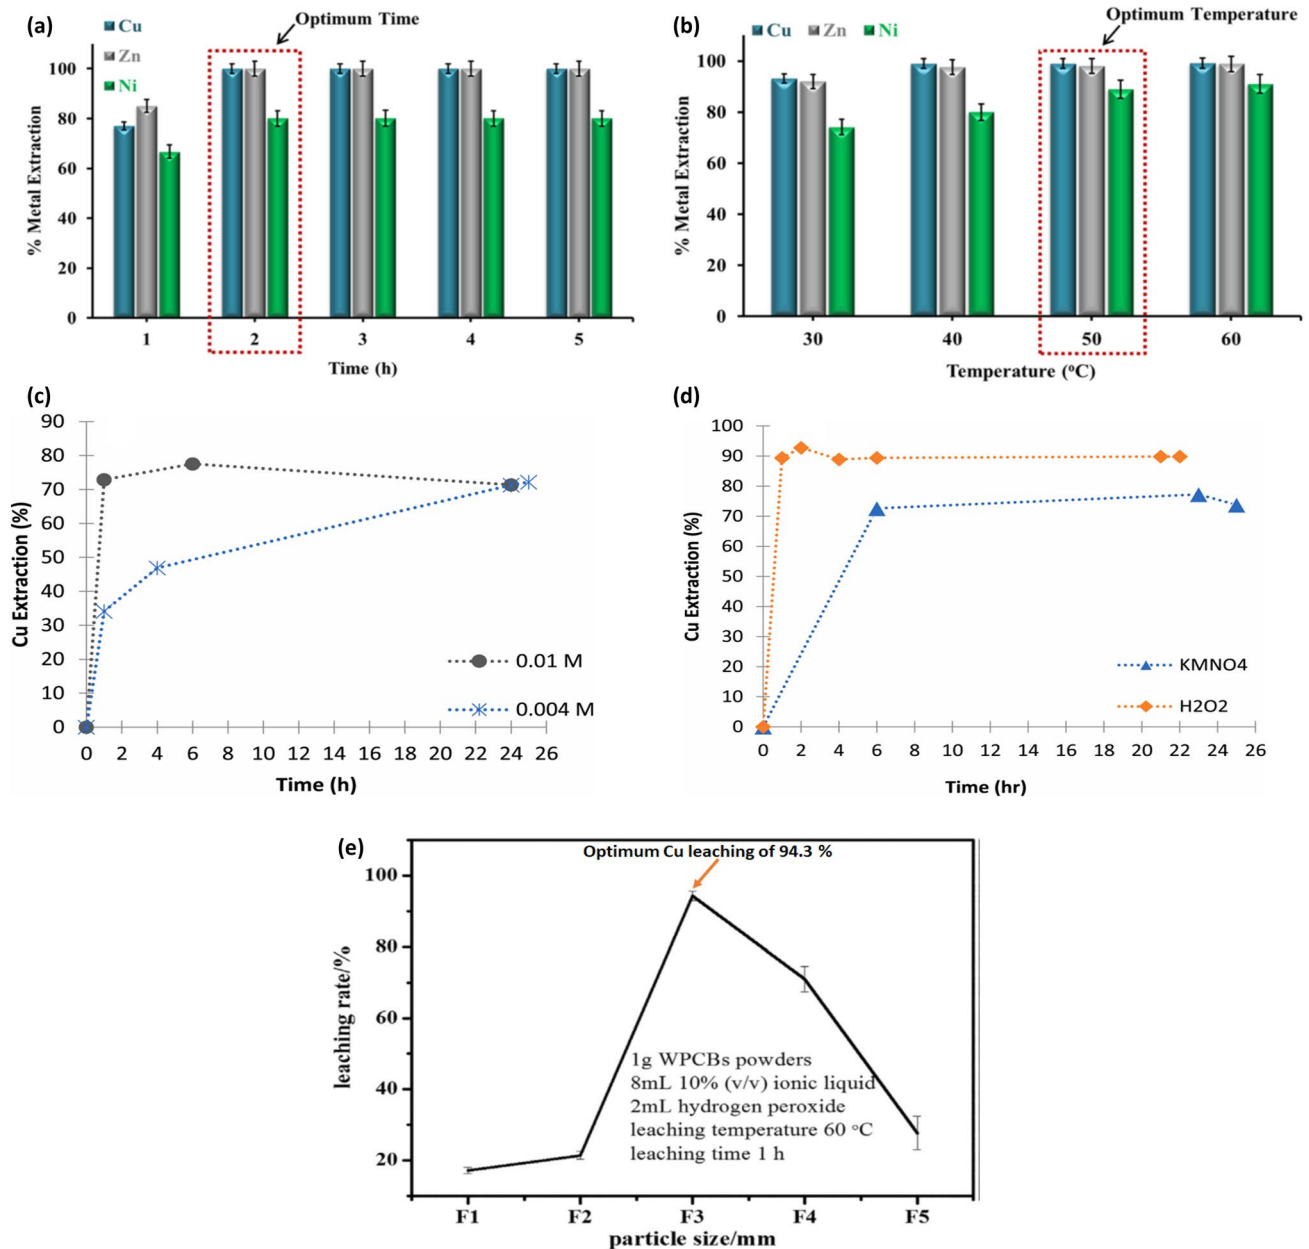 (a)
Cu
Zn
Ni
Optimum Time
% Metal Extraction
100
80
60
40
20
0
1 2 3 4 5
Time (h)
(b)
Cu Zn Ni
Optimum Temperature
% Metal Extraction
100
80
60
40
20
0
30 40 50 60
Temperature (°C)
(c)
Cu Extraction (%)
90
80
70
60
50
40
30
20
10
0
0.01 M
0.004 M
0 2 4 6 8 10 12 14 16 18 20 22 24 26
Time (h)
(d)
Cu Extraction (%)
100
90
80
70
60
50
40
30
20
10
0
KMNO4
H2O2
0 2 4 6 8 10 12 14 16 18 20 22 24 26
Time (hr)
(e)
Optimum Cu leaching of 94.3 %
leaching rate/%
100
80
60
40
20
1g WPCBs powders
8mL 10% (v/v) ionic liquid
2mL hydrogen peroxide
leaching temperature 60 °C
leaching time 1 h
F1 F2 F3 F4 F5
particle size/mm